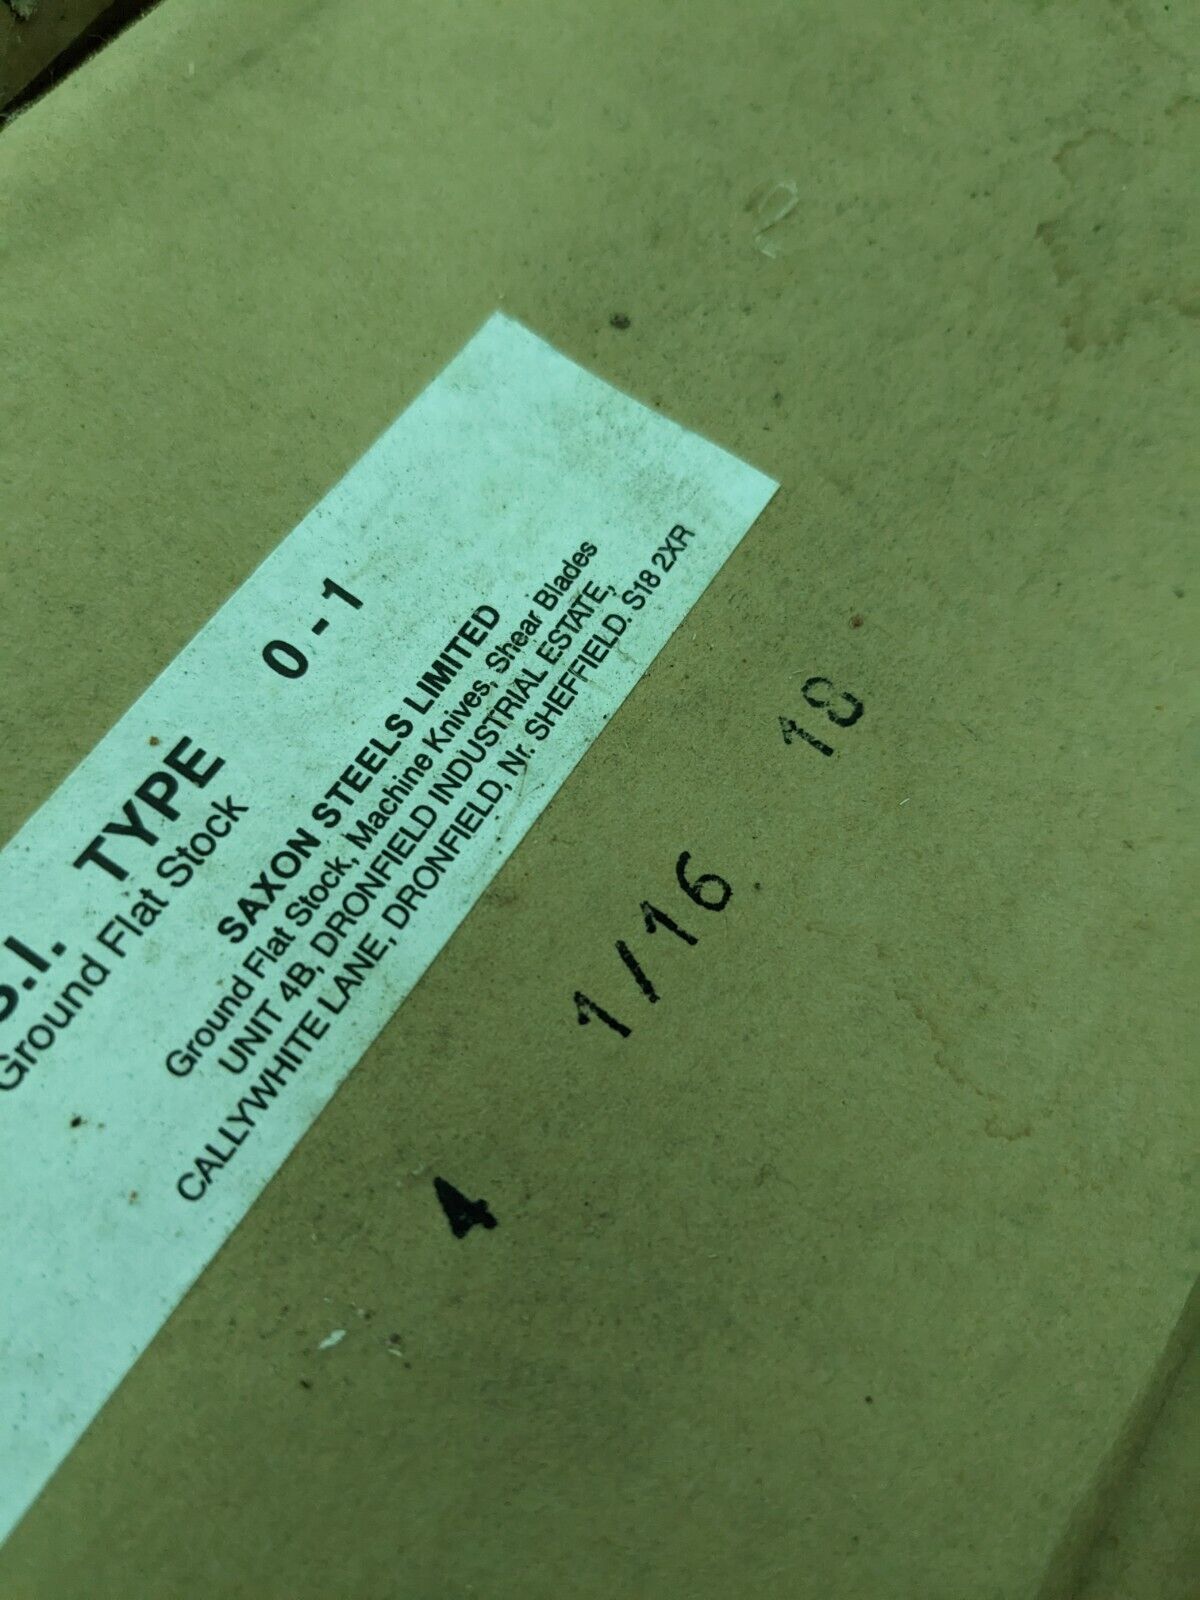 S.I. TYPE 0 - 1
Ground Flat Stock
SAXON STEELS LIMITED
Ground Flat Stock, Machine Knives, Shear Blades
UNIT 4B, DRONFIELD INDUSTRIAL ESTATE,
CALLYWHITE LANE, DRONFIELD, Nr. SHEFFIELD. S18 2XR
4 1/16 18